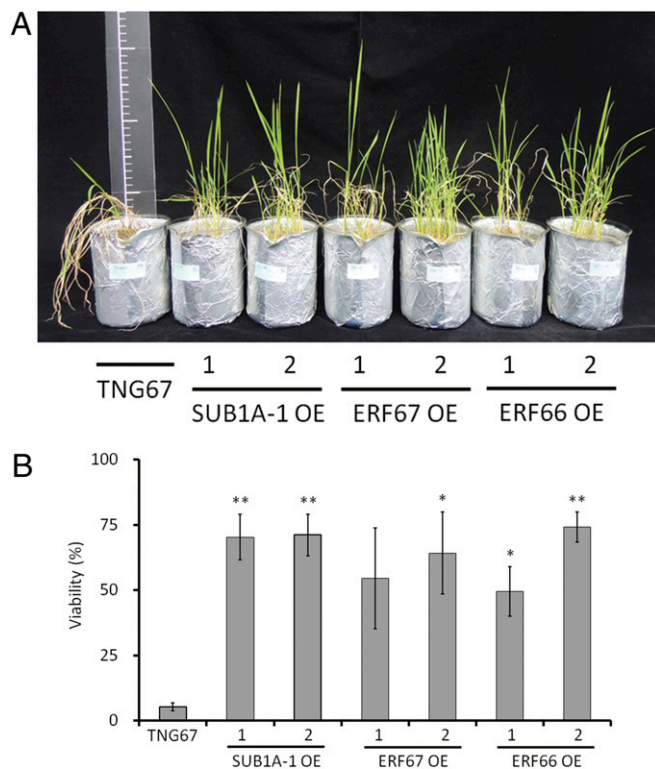 A
1 2 1 2 1 2
TNG67
SUB1A-1 OE ERF67 OE ERF66 OE
B
100
75
50
25
0
Viability (%)
** ** * * **
TNG67 1 2 1 2 1 2
SUB1A-1 OE ERF67 OE ERF66 OE